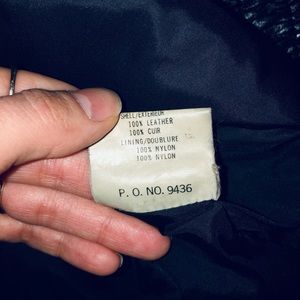 SHELL/EXTERIEUR
100% LEATHER
100% CUIR
LINING/DOUBLURE
100% NYLON
100% NYLON
P. O. NO. 9436